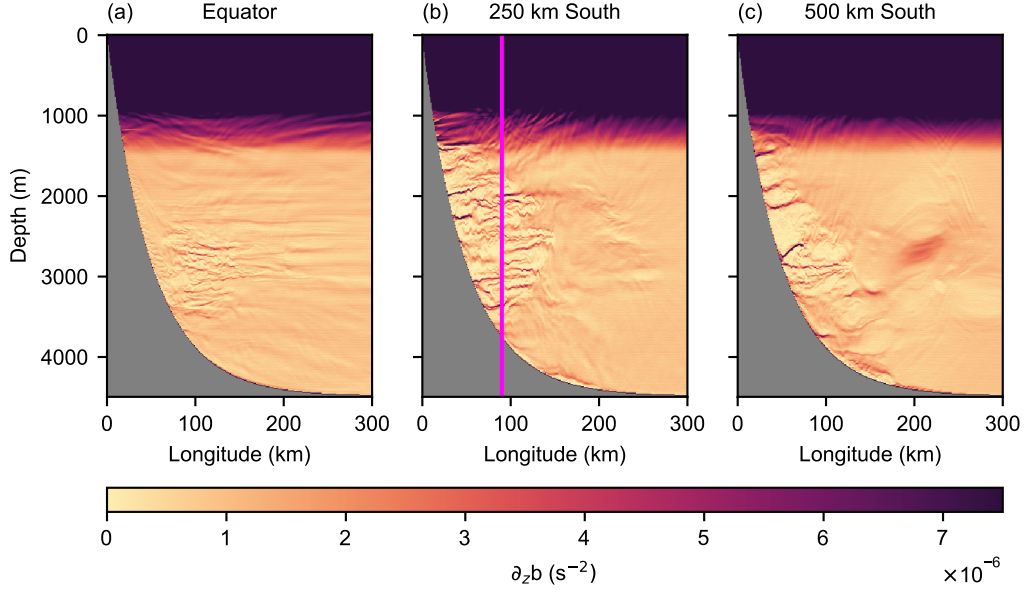 (a) Equator (b) 250 km South (c) 500 km South
0
1000
2000
3000
4000
Depth (m)
0 100 200 300 0 100 200 300 0 100 200 300
Longitude (km) Longitude (km) Longitude (km)
0 1 2 3 4 5 6 7
∂zb (s−2) ×10−6